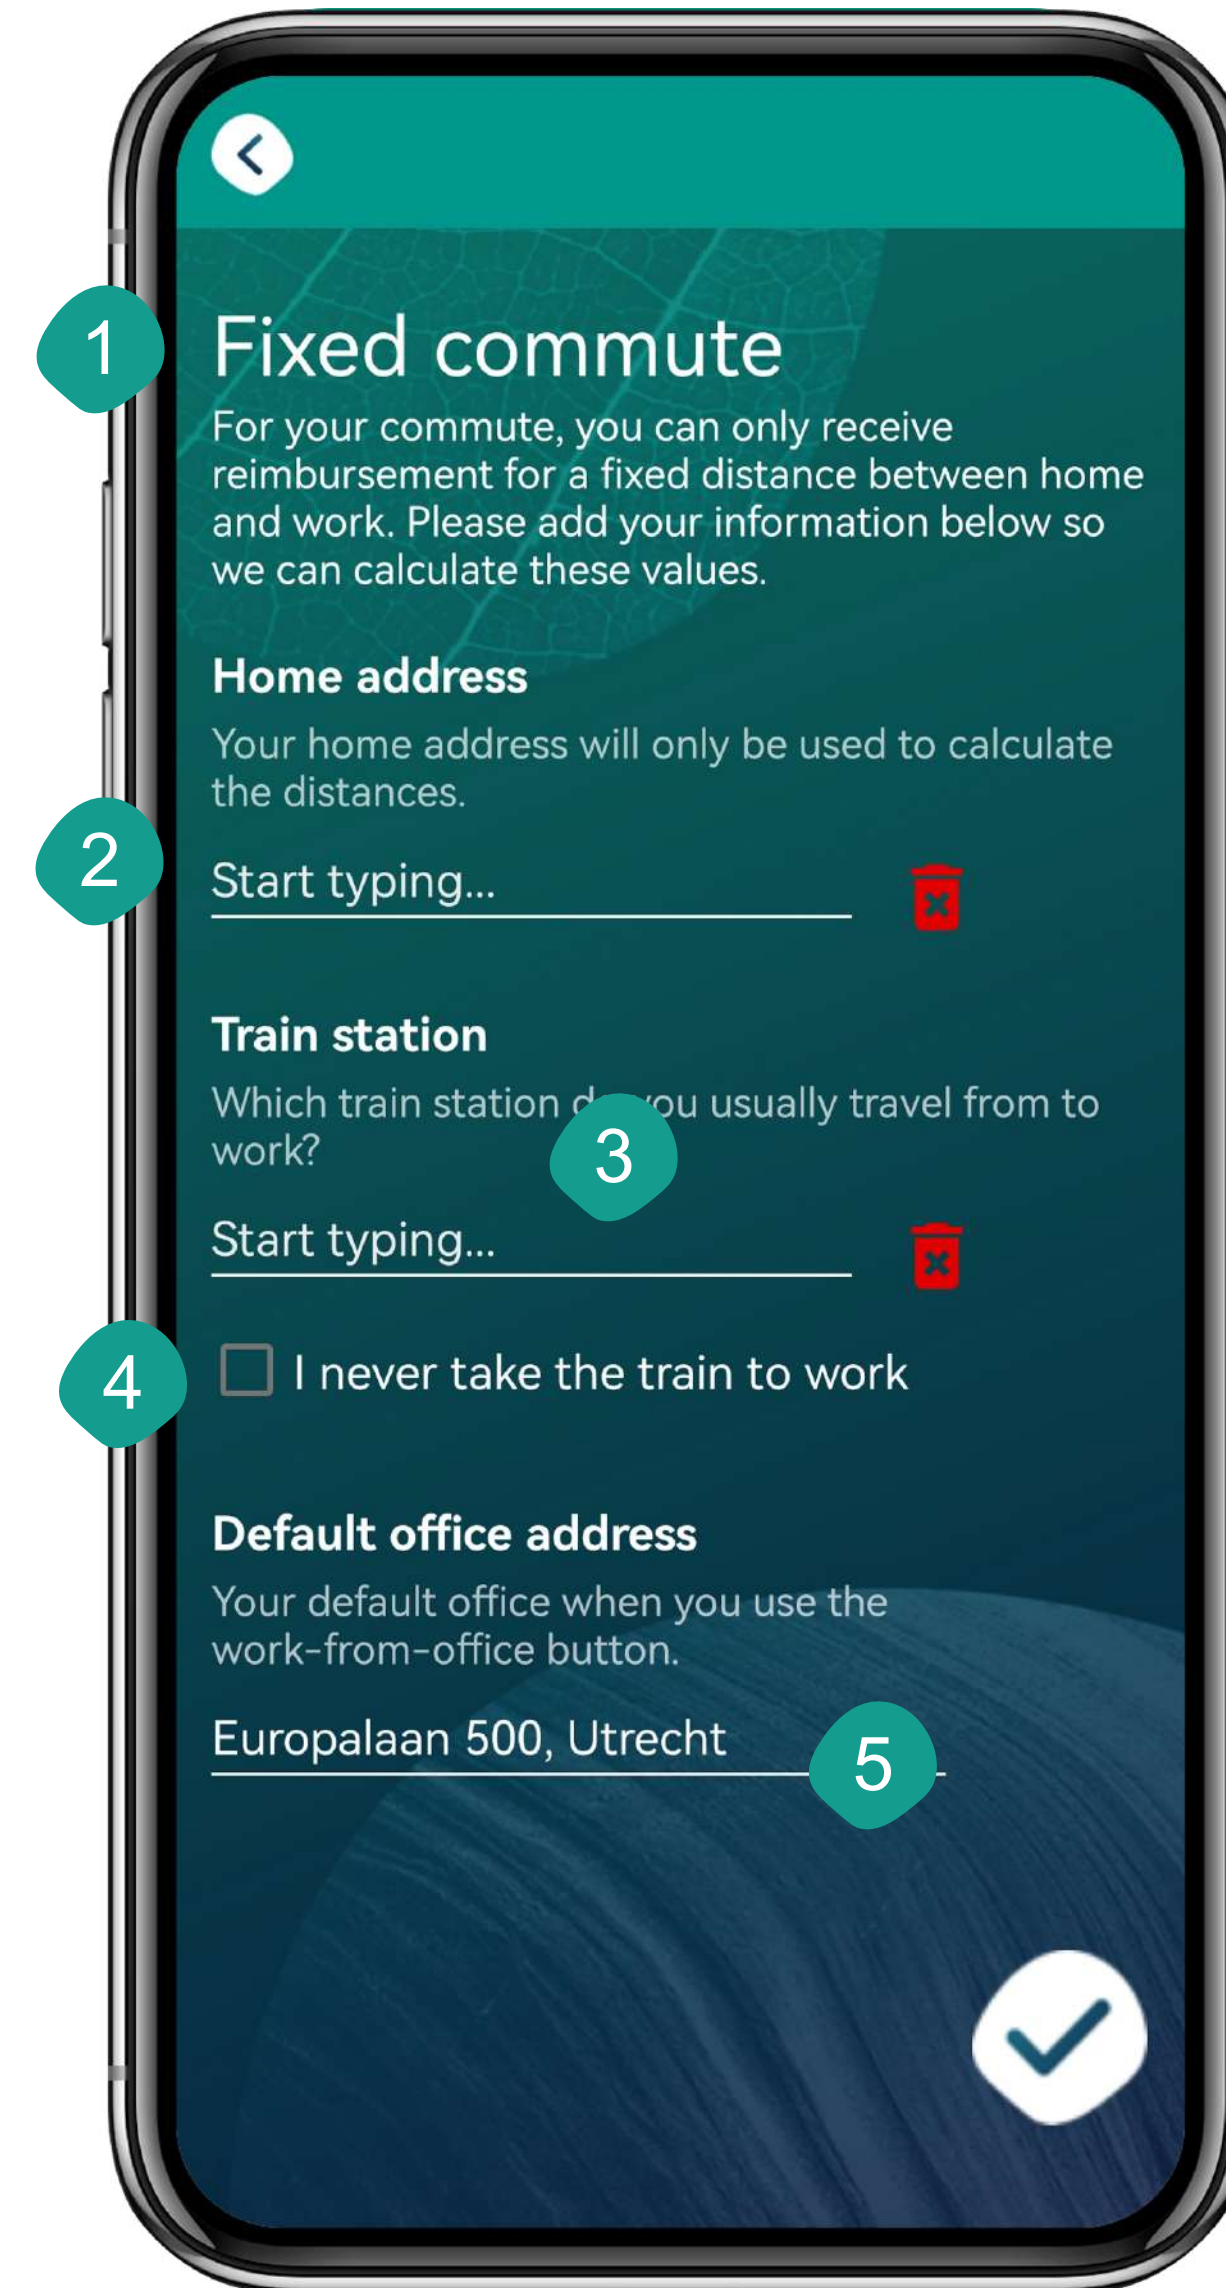 1
Fixed commute
For your commute, you can only receive
reimbursement for a fixed distance between home
and work. Please add your information below so
we can calculate these values.
Home address
Your home address will only be used to calculate
the distances.
2
Start typing...
Train station
Which train station you usually travel from to
work?
3
Start typing...
4
I never take the train to work
Default office address
Your default office when you use the
work-from-office button.
Europalaan 500, Utrecht
5